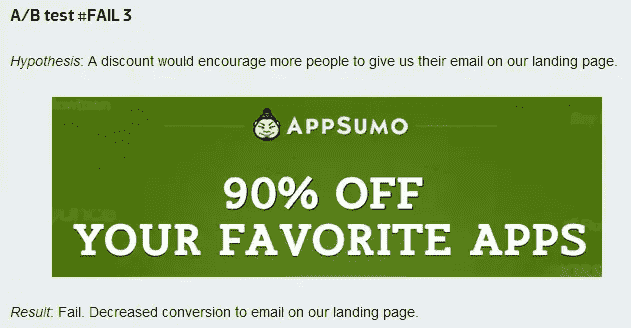 A/B test #FAIL 3
Hypothesis: A discount would encourage more people to give us their email on our landing page.
APPSUMO
90% OFF
YOUR FAVORITE APPS
Result: Fail. Decreased conversion to email on our landing page.